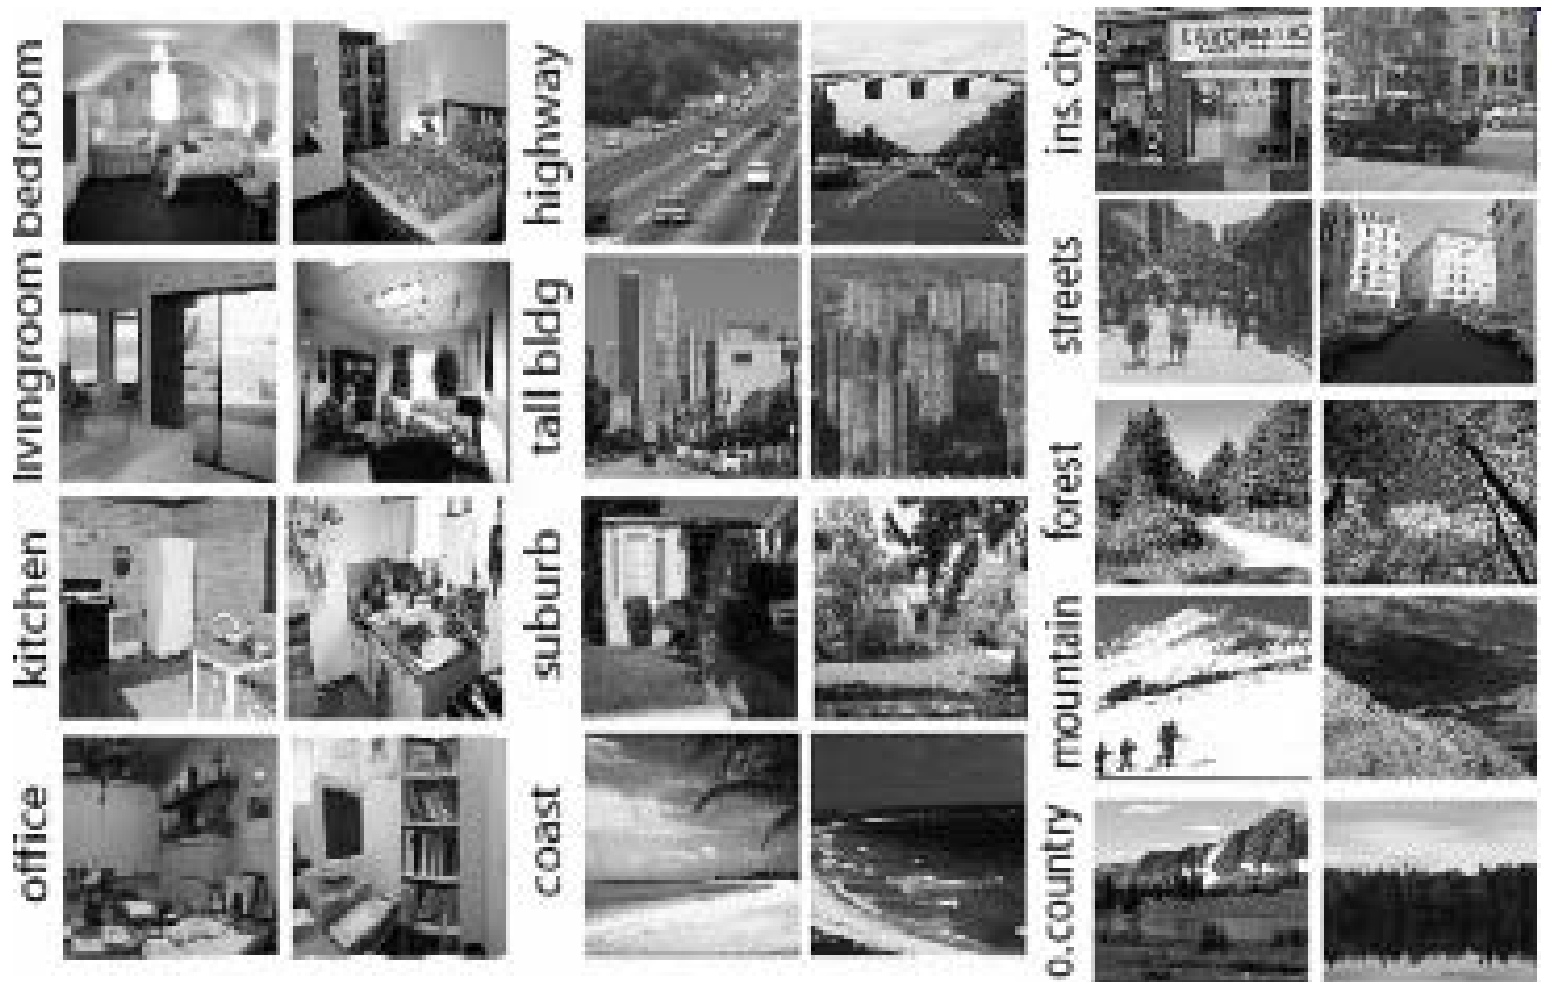 bedroom
livingroom
kitchen
office
highway
tall bldg
suburb
coast
ins. city
streets
forest
mountain
o.country